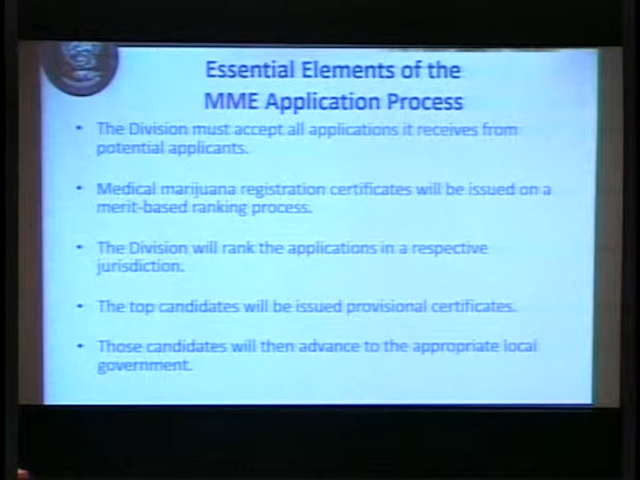 Essential Elements of the
MME Application Process
• The Division must accept all applications it receives from
potential applicants.
• Medical marijuana registration certificates will be issued on a
merit-based ranking process.
• The Division will rank the applications in a respective
jurisdiction.
• The top candidates will be issued provisional certificates.
• Those candidates will then advance to the appropriate local
government.